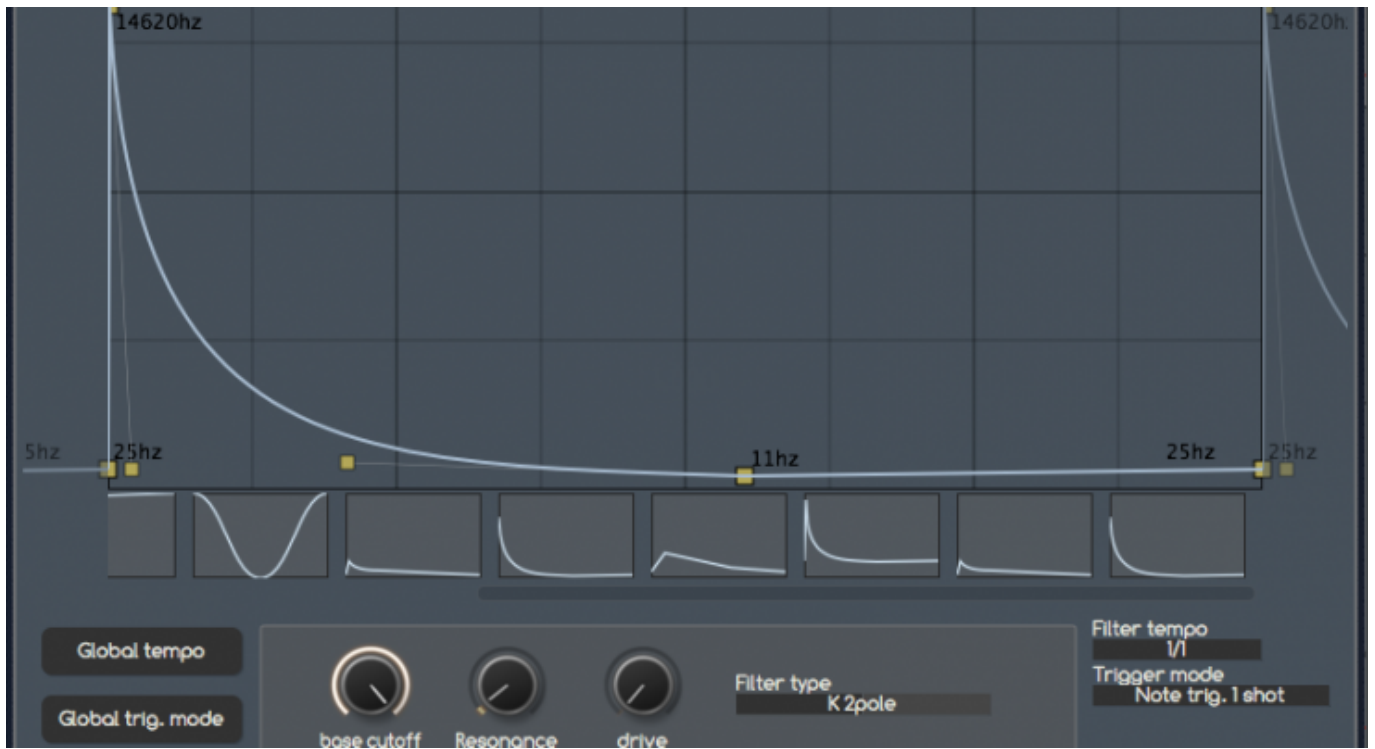 14620hz
14620h
5hz
25hz
11hz
25hz
25hz
Global tempo
Global trig. mode
base cutoff
Resonance
drive
Filter type
K 2pole
Filter tempo
1/1
Trigger mode
Note trig. 1 shot